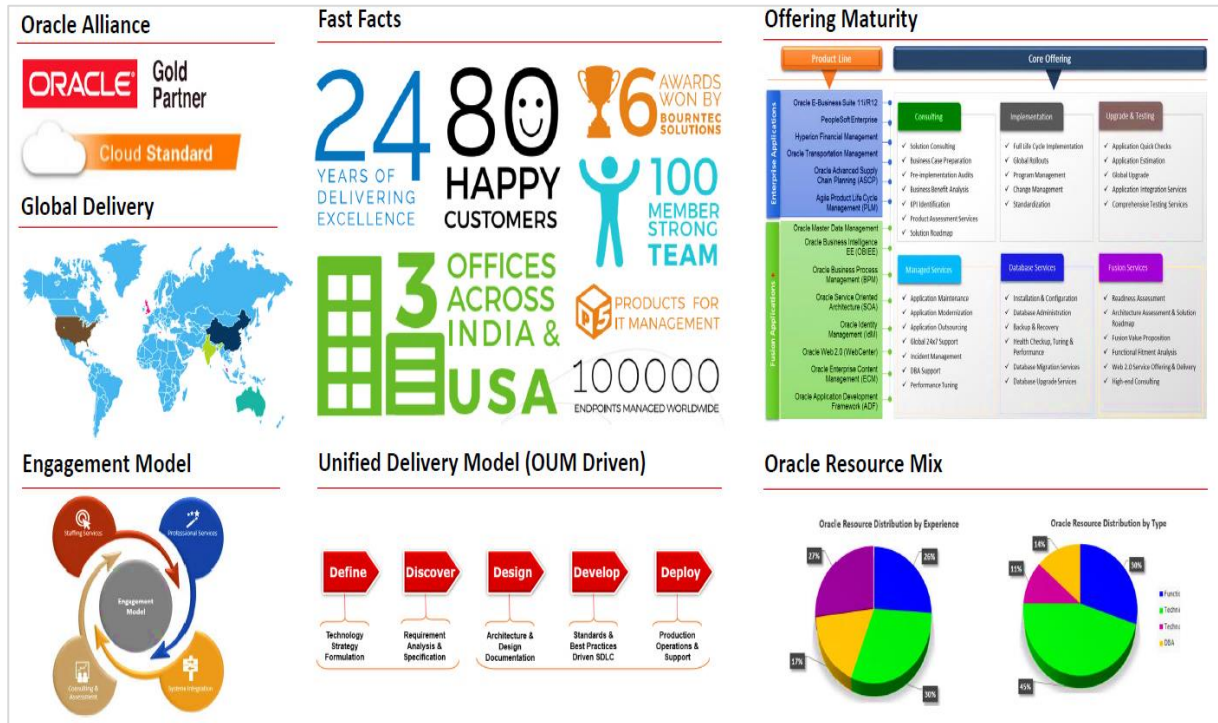 Oracle Alliance
ORACLE®
Gold
Partner
Cloud Standard
Global Delivery
Fast Facts
24
YEARS OF
DELIVERING
EXCELLENCE
80
HAPPY
CUSTOMERS
6
AWARDS
WON BY
BOURNTEC
SOLUTIONS
100
MEMBER
STRONG
TEAM
3
OFFICES
ACROSS
INDIA &
USA
PRODUCTS FOR
IT MANAGEMENT
100000
ENDPOINTS MANAGED WORLDWIDE
Offering Maturity
Product Line
Core Offering
Enterprise Applications
Oracle E-Business Suite 11i/R12
PeopleSoft Enterprise
Hyperion Financial Management
Oracle Transportation Management
Oracle Advanced Supply
Chain Planning (ASCP)
Agile Product Life Cycle
Management (PLM)
Fusion Applications
Oracle Master Data Management
Oracle Business Intelligence
EE (OBIEE)
Oracle Business Process
Management (BPM)
Oracle Service Oriented
Architecture (SOA)
Oracle Identity
Management (IdM)
Oracle Web 2.0 (WebCenter)
Oracle Enterprise Content
Management (ECM)
Oracle Application Development
Framework (ADF)
Consulting
✓ Solution Consulting
✓ Business Case Preparation
✓ Pre-implementation Audits
✓ Business Benefit Analysis
✓ KPI Identification
✓ Product Assessment Services
✓ Solution Roadmap
Implementation
✓ Full Life Cycle Implementation
✓ Global Rollouts
✓ Program Management
✓ Change Management
✓ Standardization
Upgrade & Testing
✓ Application Quick Checks
✓ Application Estimation
✓ Global Upgrade
✓ Application Integration Services
✓ Comprehensive Testing Services
Managed Services
✓ Application Maintenance
✓ Application Modernization
✓ Application Outsourcing
✓ Global 24x7 Support
✓ Incident Management
✓ DBA Support
✓ Performance Tuning
Database Services
✓ Installation & Configuration
✓ Database Administration
✓ Backup & Recovery
✓ Health Checkup, Tuning &
Performance
✓ Database Migration Services
✓ Database Upgrade Services
Fusion Services
✓ Readiness Assessment
✓ Architecture Assessment & Solution
Roadmap
✓ Fusion Value Proposition
✓ Functional Fitment Analysis
✓ Web 2.0 Service Offering & Delivery
✓ High-end Consulting
Engagement Model
Staffing Services
Professional Services
Engagement
Model
Consulting &
Assessment
Systems Integration
Unified Delivery Model (OUM Driven)
Define
Discover
Design
Develop
Deploy
Technology
Strategy
Formulation
Requirement
Analysis &
Specification
Architecture &
Design
Documentation
Standards &
Best Practices
Driven SDLC
Production
Operations &
Support
Oracle Resource Mix
Oracle Resource Distribution by Experience
27%
26%
17%
30%
Oracle Resource Distribution by Type
14%
11%
30%
45%
Functi
Techni
Techni
DBA